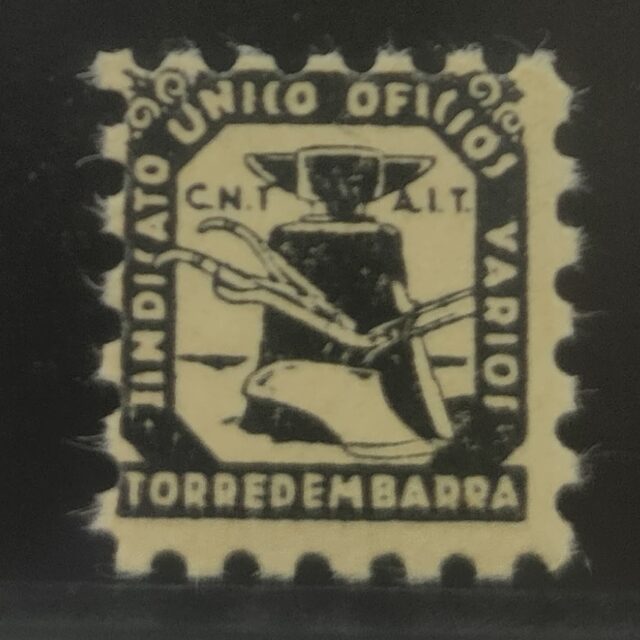 SINDICATO UNICO OFICIOS VARIOS
C.N.T A.I.T.
TORREDEMBARRA